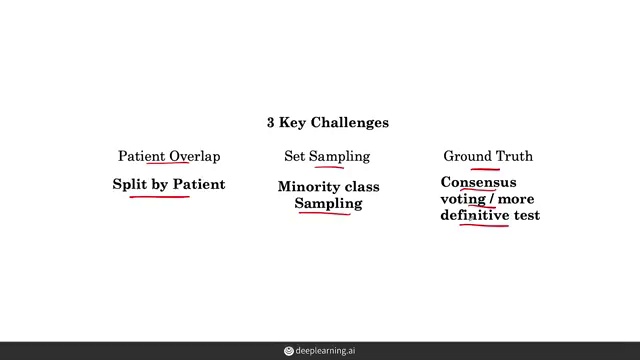 3 Key Challenges
Patient Overlap
Split by Patient
Set Sampling
Minority class
Sampling
Ground Truth
Consensus
voting / more
definitive test
deeplearning.ai